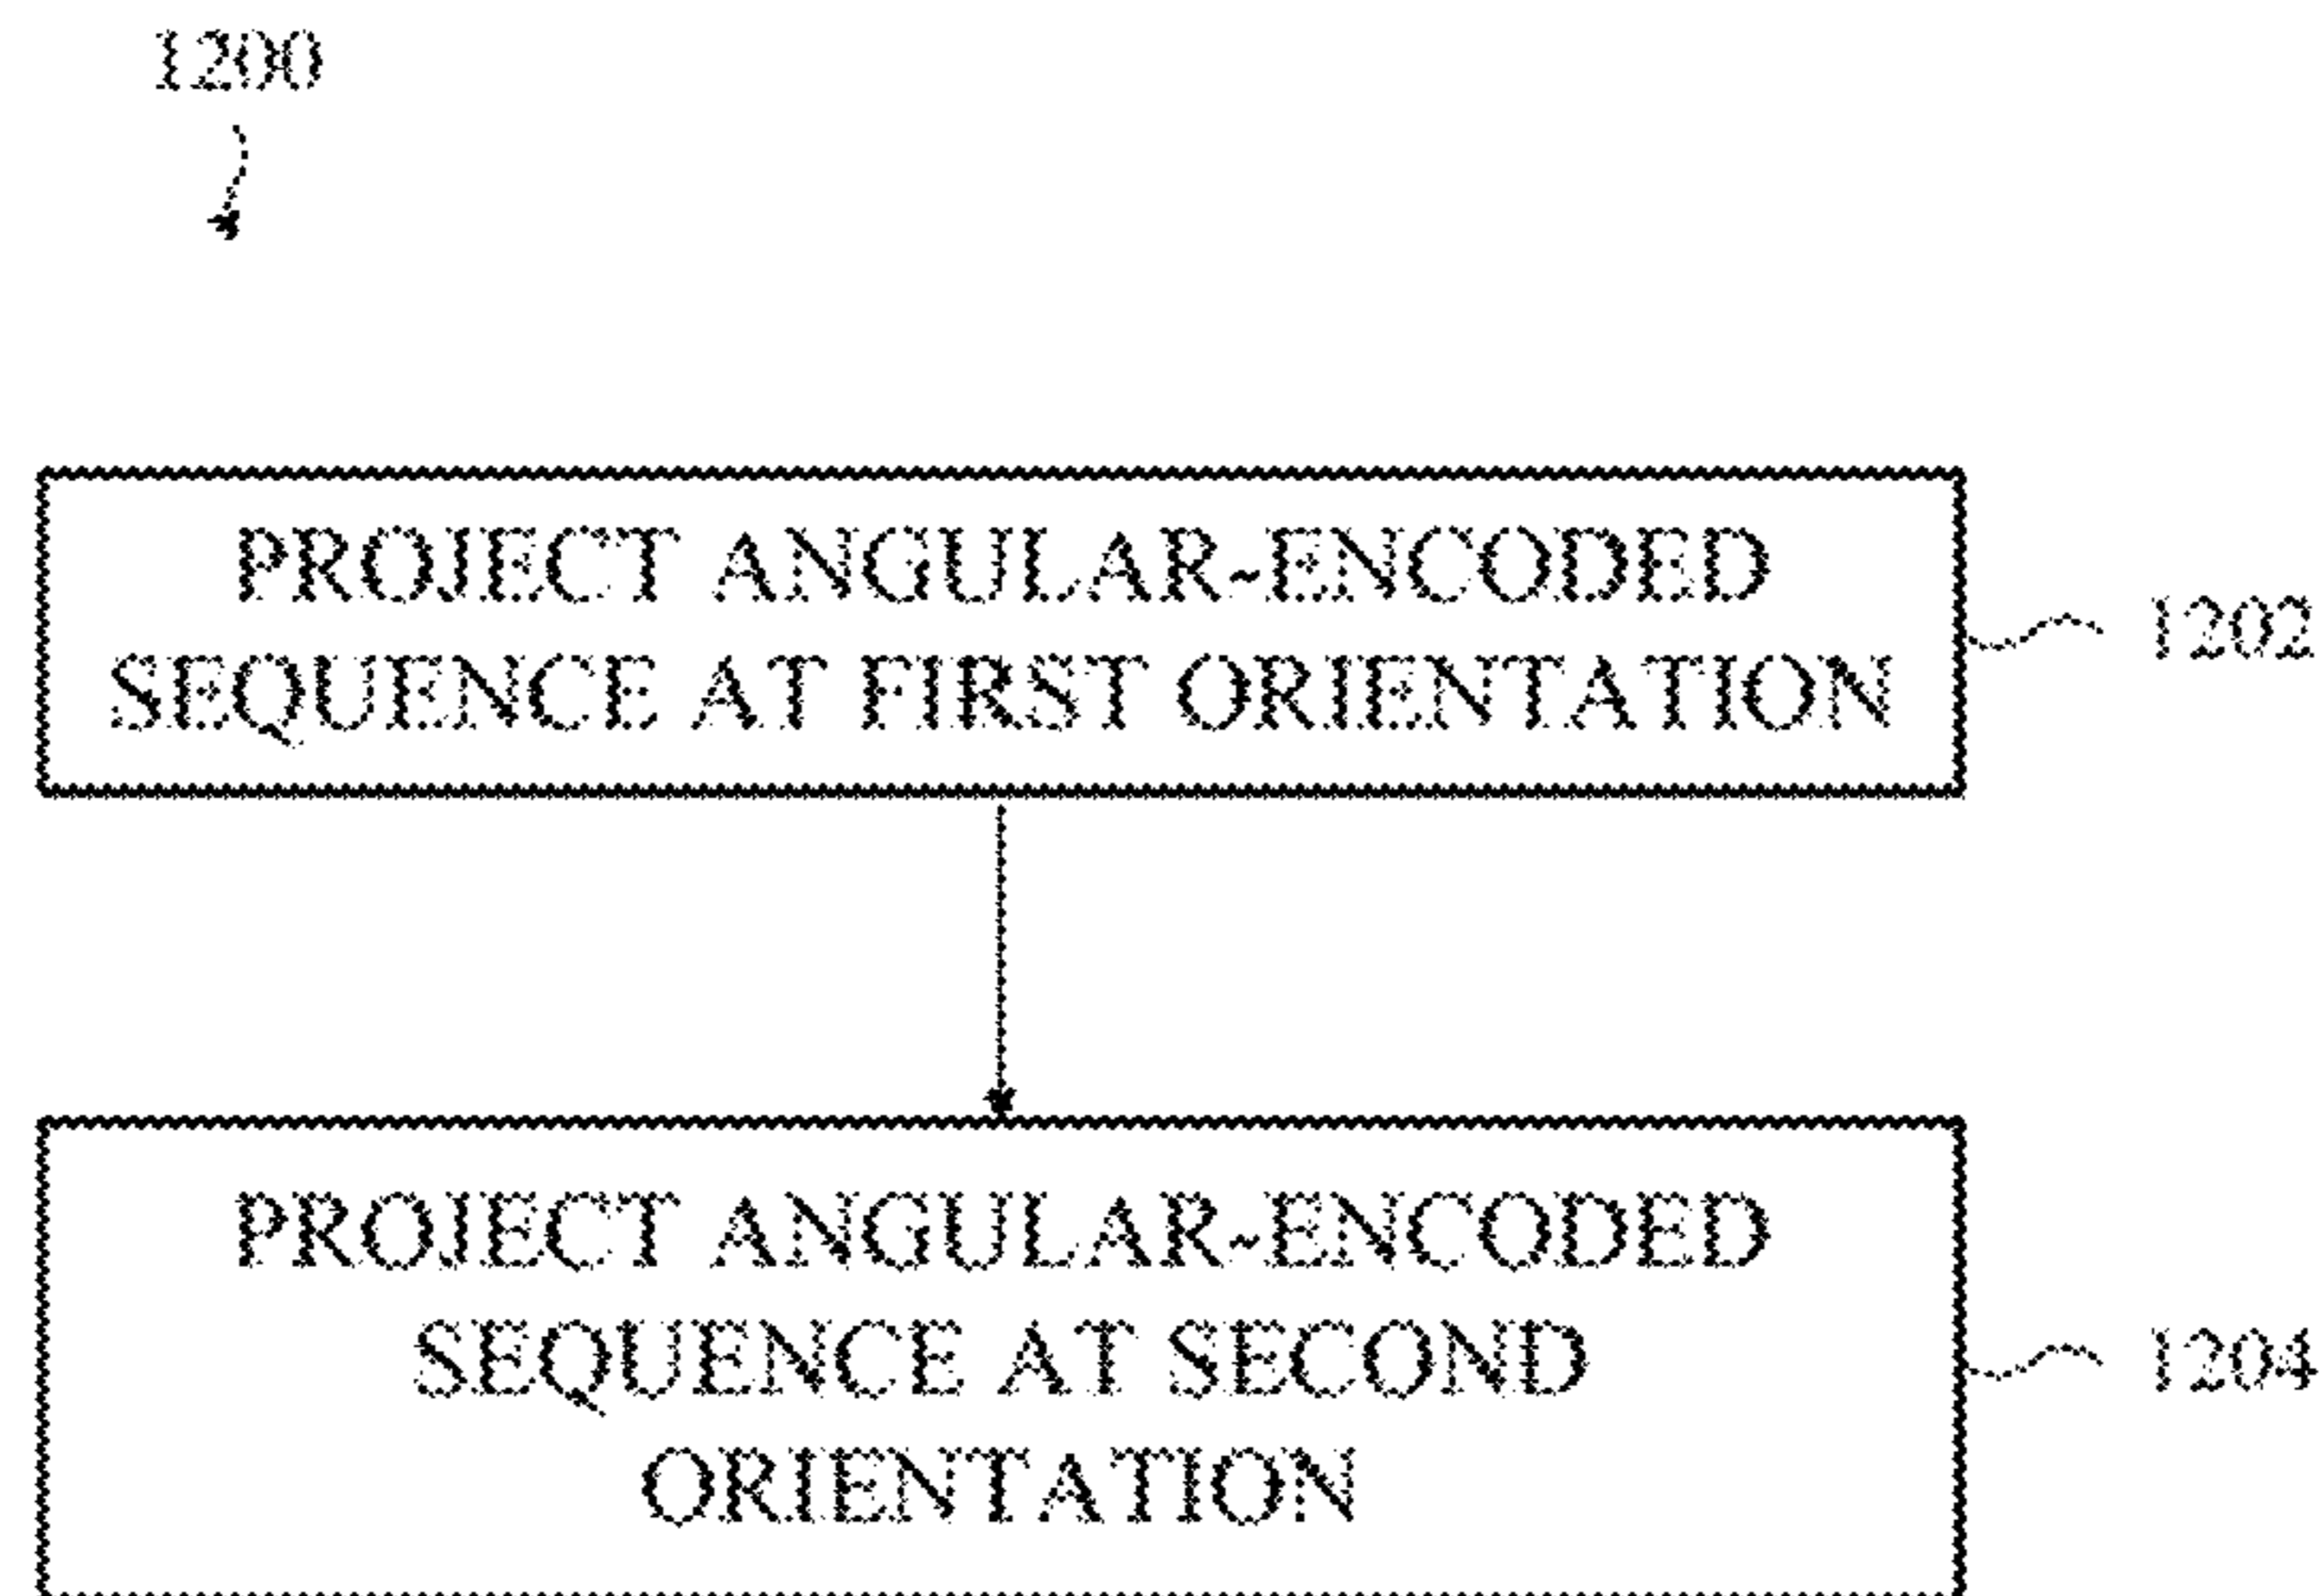 1200
PROJECT ANGULAR-ENCODED
SEQUENCE AT FIRST ORIENTATION
1202
PROJECT ANGULAR-ENCODED
SEQUENCE AT SECOND
ORIENTATION
1204